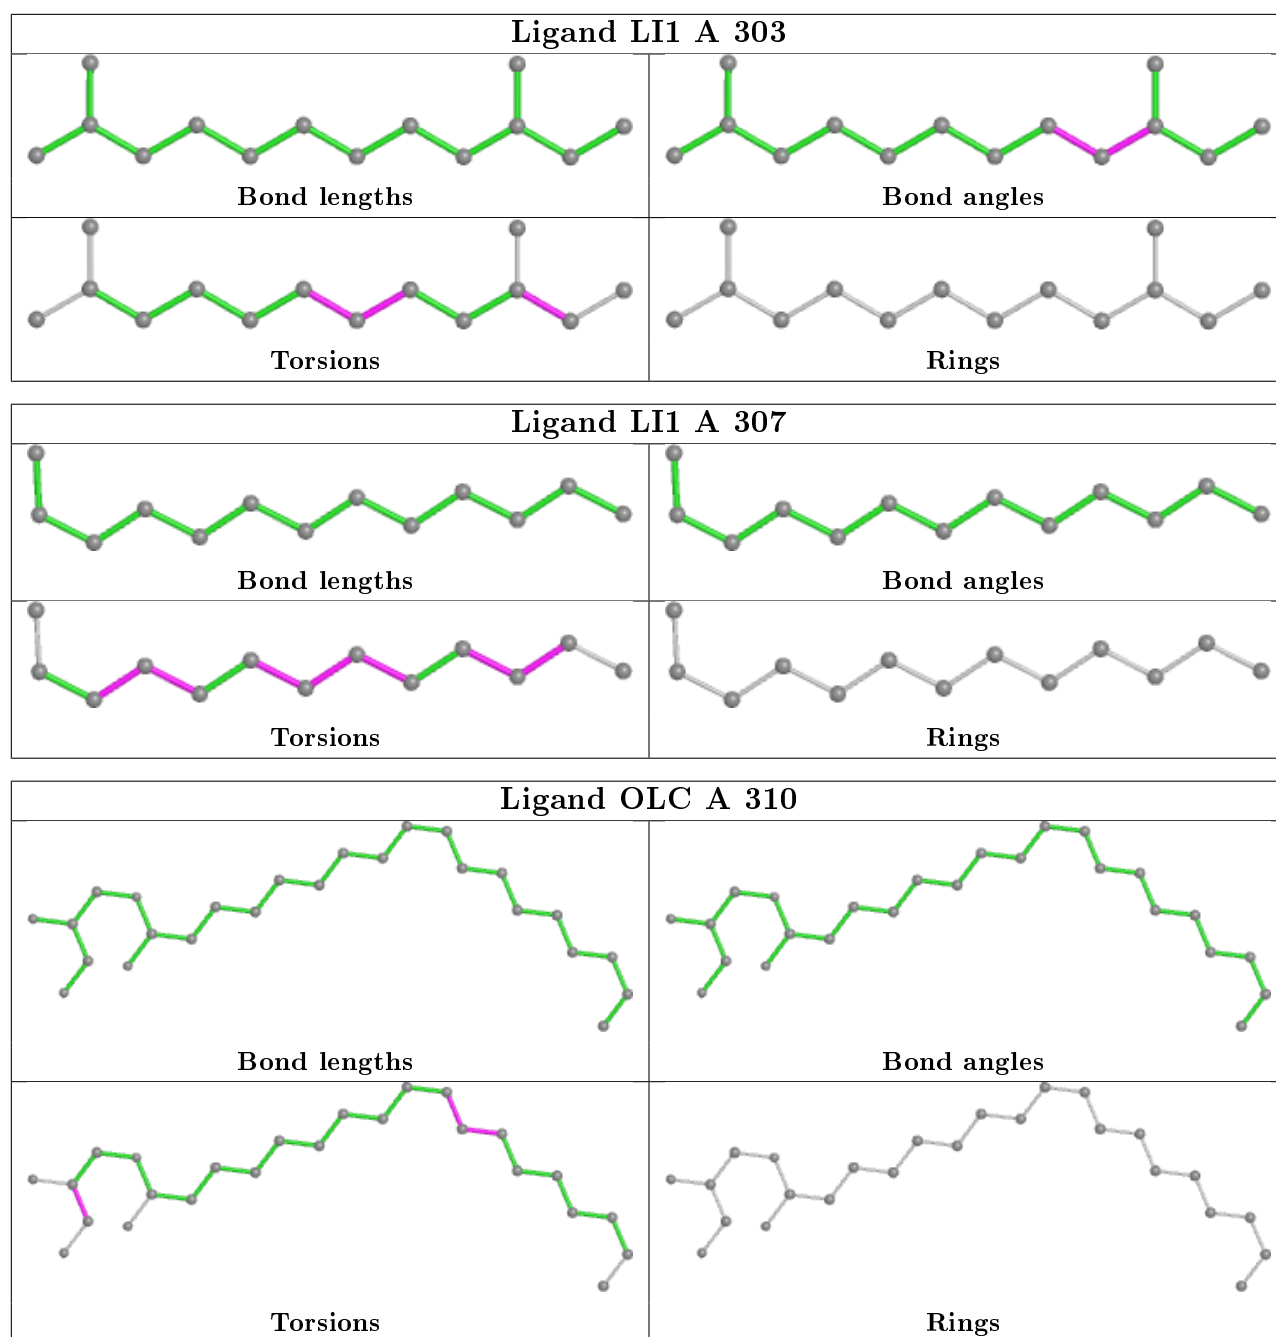 Ligand LI1 A 303
Bond lengths
Bond angles
Torsions
Rings
Ligand LI1 A 307
Bond lengths
Bond angles
Torsions
Rings
Ligand OLC A 310
Bond lengths
Bond angles
Torsions
Rings